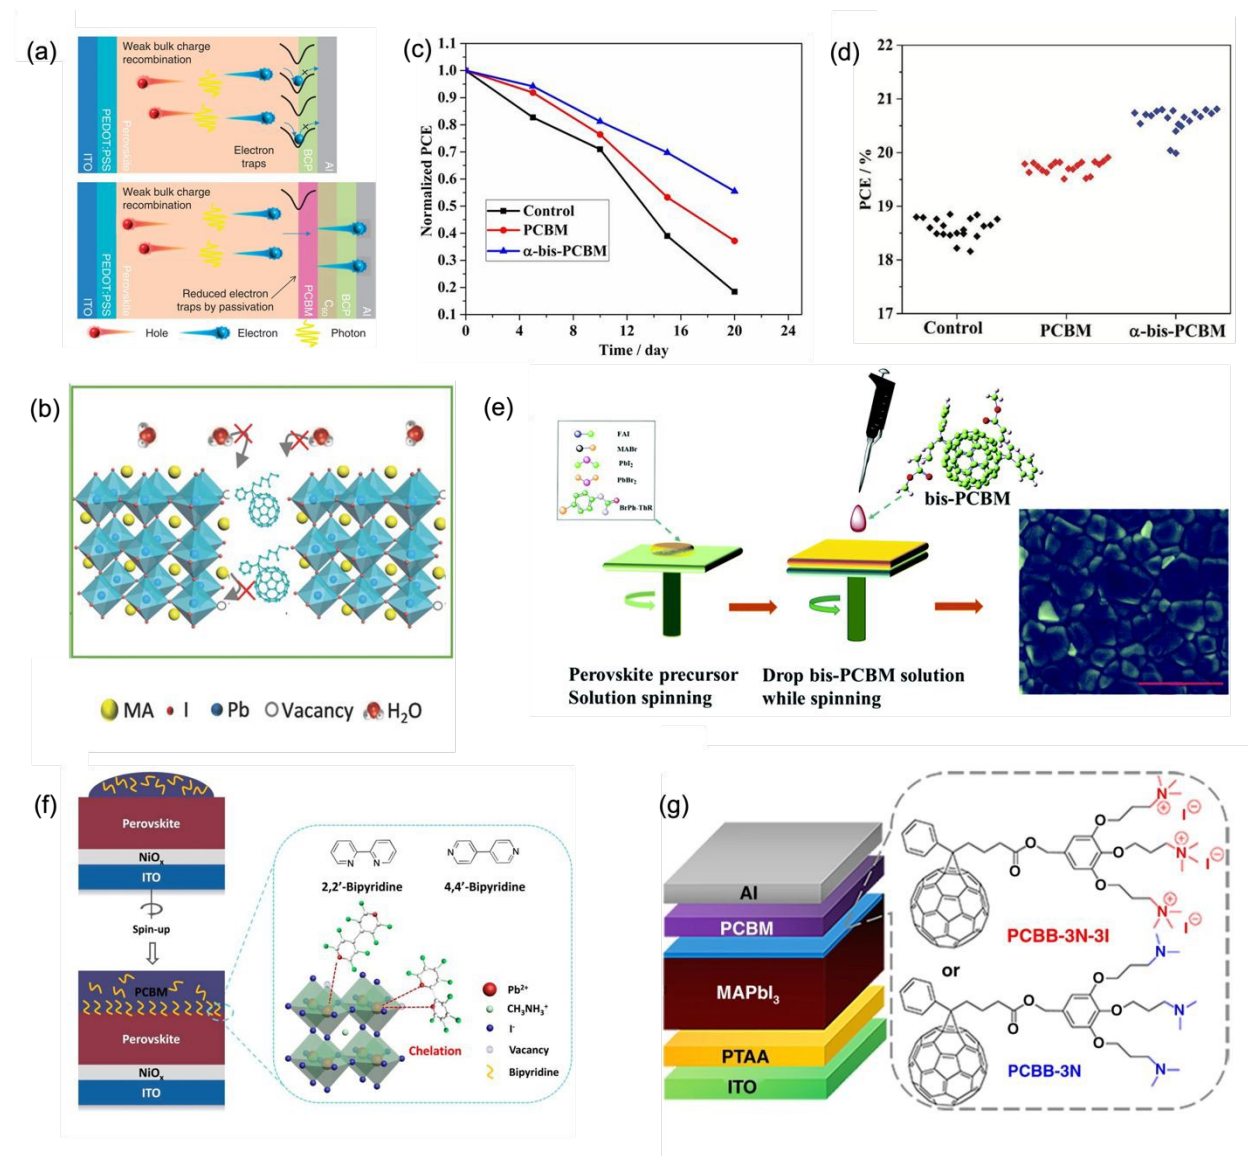 (a)
Weak bulk charge
recombination
Electron
traps
ITO
PEDOT:PSS
Perovskite
BCP
Al
Weak bulk charge
recombination
Reduced electron
traps by passivation
ITO
PEDOT:PSS
Perovskite
PCBM
C60
BCP
Al
Hole
Electron
Photon
(c)
Normalized PCE
1.1
1.0
0.9
0.8
0.7
0.6
0.5
0.4
0.3
0.2
0.1
Control
PCBM
α-bis-PCBM
0 4 8 12 16 20 24
Time / day
(d)
PCE / %
22
21
20
19
18
17
Control PCBM α-bis-PCBM
(b)
MA I Pb Vacancy H₂O
(e)
FAI
MABr
PbI₂
PbBr₂
BrPh-ThR
bis-PCBM
Perovskite precursor
Solution spinning
Drop bis-PCBM solution
while spinning
(f)
Perovskite
NiOₓ
ITO
Spin-up
PCBM
Perovskite
NiOₓ
ITO
N N
2,2′-Bipyridine
N N
4,4′-Bipyridine
Chelation
Pb²⁺
CH₃NH₃⁺
I⁻
Vacancy
Bipyridine
(g)
Al
PCBM
MAPbI₃
PTAA
ITO
O
O
O
O
O
N⊕ I⊖
N⊕ I⊖
N⊕ I⊖
PCBB-3N-3I
or
O
O
O
O
O
N
N
N
PCBB-3N